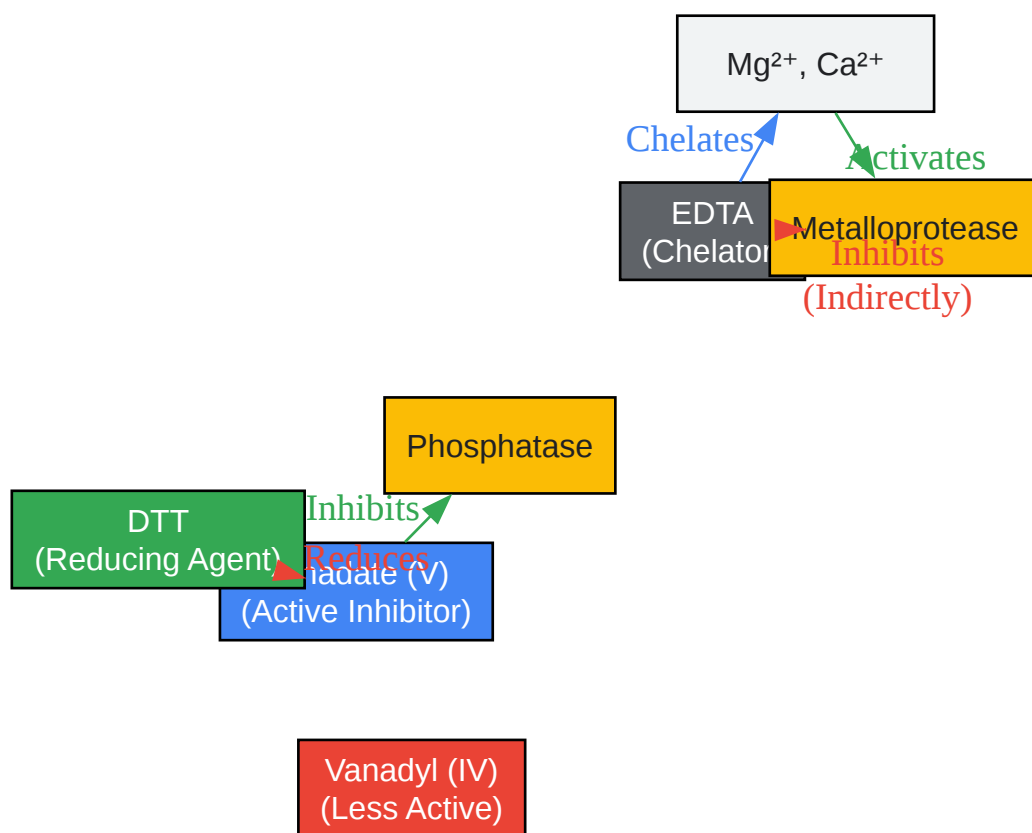 Mg²⁺, Ca²⁺
Chelates
Activates
EDTA
(Chelator
Metalloprotease
Inhibits
(Indirectly)
Phosphatase
DTT
(Reducing Agent)
Inhibits
Reduces
nadate (V)
(Active Inhibitor)
Vanadyl (IV)
(Less Active)